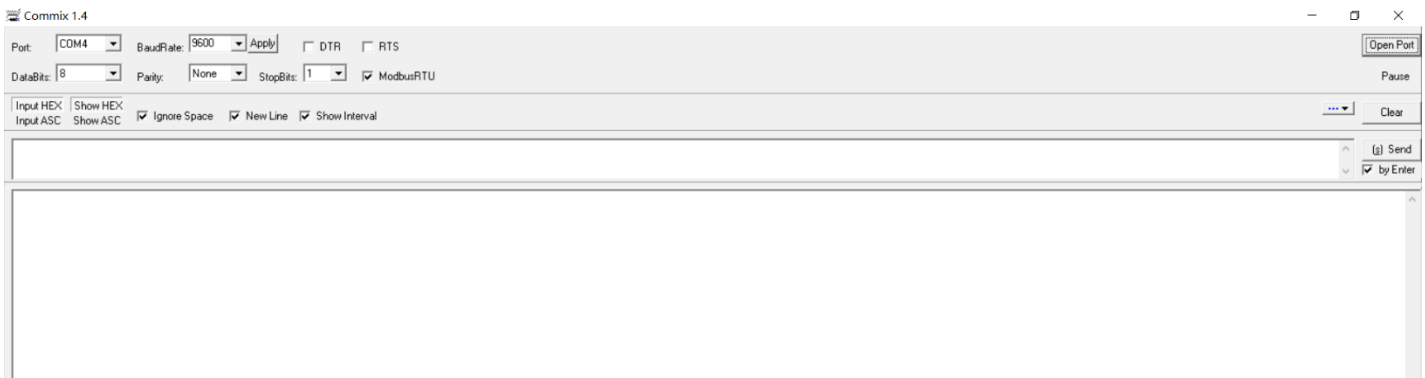 Commix 1.4
Port: COM4 BaudRate: 9600 Apply DTR RTS Open Port
DataBits: 8 Parity: None StopBits: 1 ModbusRTU Pause
Input HEX Show HEX
Input ASC Show ASC Ignore Space New Line Show Interval ... Clear
(s) Send
by Enter